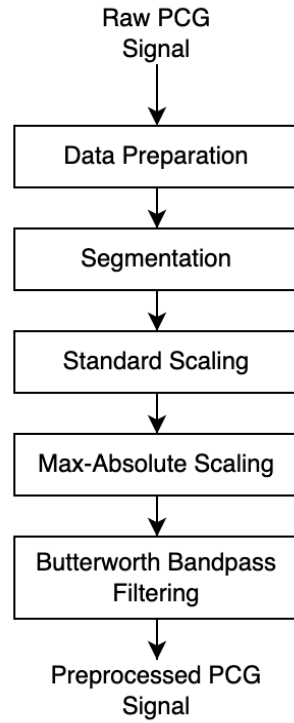 Raw PCG
Signal
Data Preparation
Segmentation
Standard Scaling
Max-Absolute Scaling
Butterworth Bandpass
Filtering
Preprocessed PCG
Signal